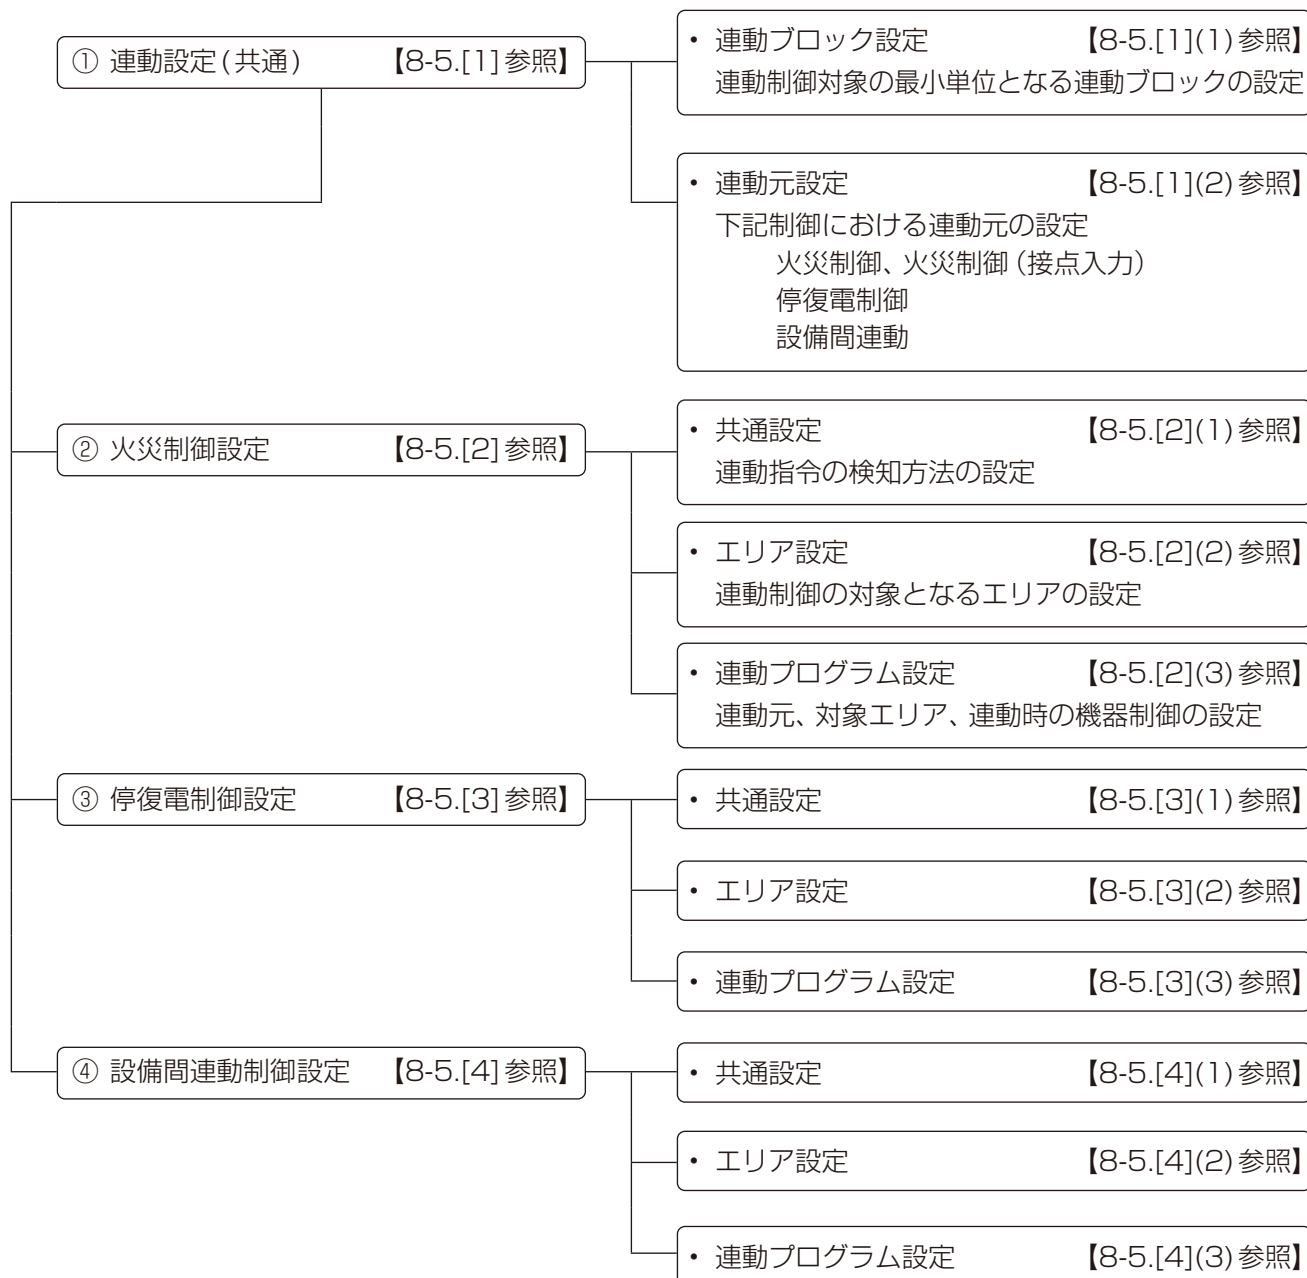 ① 連動設定(共通) 【8-5.[1]参照】
・ 連動ブロック設定 【8-5.[1](1)参照】
連動制御対象の最小単位となる連動ブロックの設定
・ 連動元設定 【8-5.[1](2)参照】
下記制御における連動元の設定
火災制御、火災制御(接点入力)
停復電制御
設備間連動
② 火災制御設定 【8-5.[2]参照】
・ 共通設定 【8-5.[2](1)参照】
連動指令の検知方法の設定
・ エリア設定 【8-5.[2](2)参照】
連動制御の対象となるエリアの設定
・ 連動プログラム設定 【8-5.[2](3)参照】
連動元、対象エリア、連動時の機器制御の設定
③ 停復電制御設定 【8-5.[3]参照】
・ 共通設定 【8-5.[3](1)参照】
・ エリア設定 【8-5.[3](2)参照】
・ 連動プログラム設定 【8-5.[3](3)参照】
④ 設備間連動制御設定 【8-5.[4]参照】
・ 共通設定 【8-5.[4](1)参照】
・ エリア設定 【8-5.[4](2)参照】
・ 連動プログラム設定 【8-5.[4](3)参照】